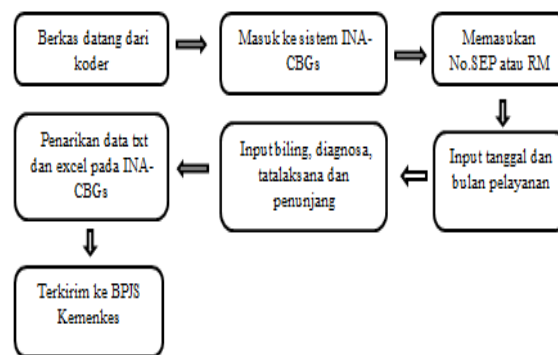 Berkas datang dari
koder
Masuk ke sistem INA-
CBGs
Memasukan
No.SEP atau RM
Input tanggal dan
bulan pelayanan
Input biling, diagnosa,
tatalaksana dan
penunjang
Penarikan data txt
dan excel pada INA-
CBGs
Terkirim ke BPJS
Kemenkes